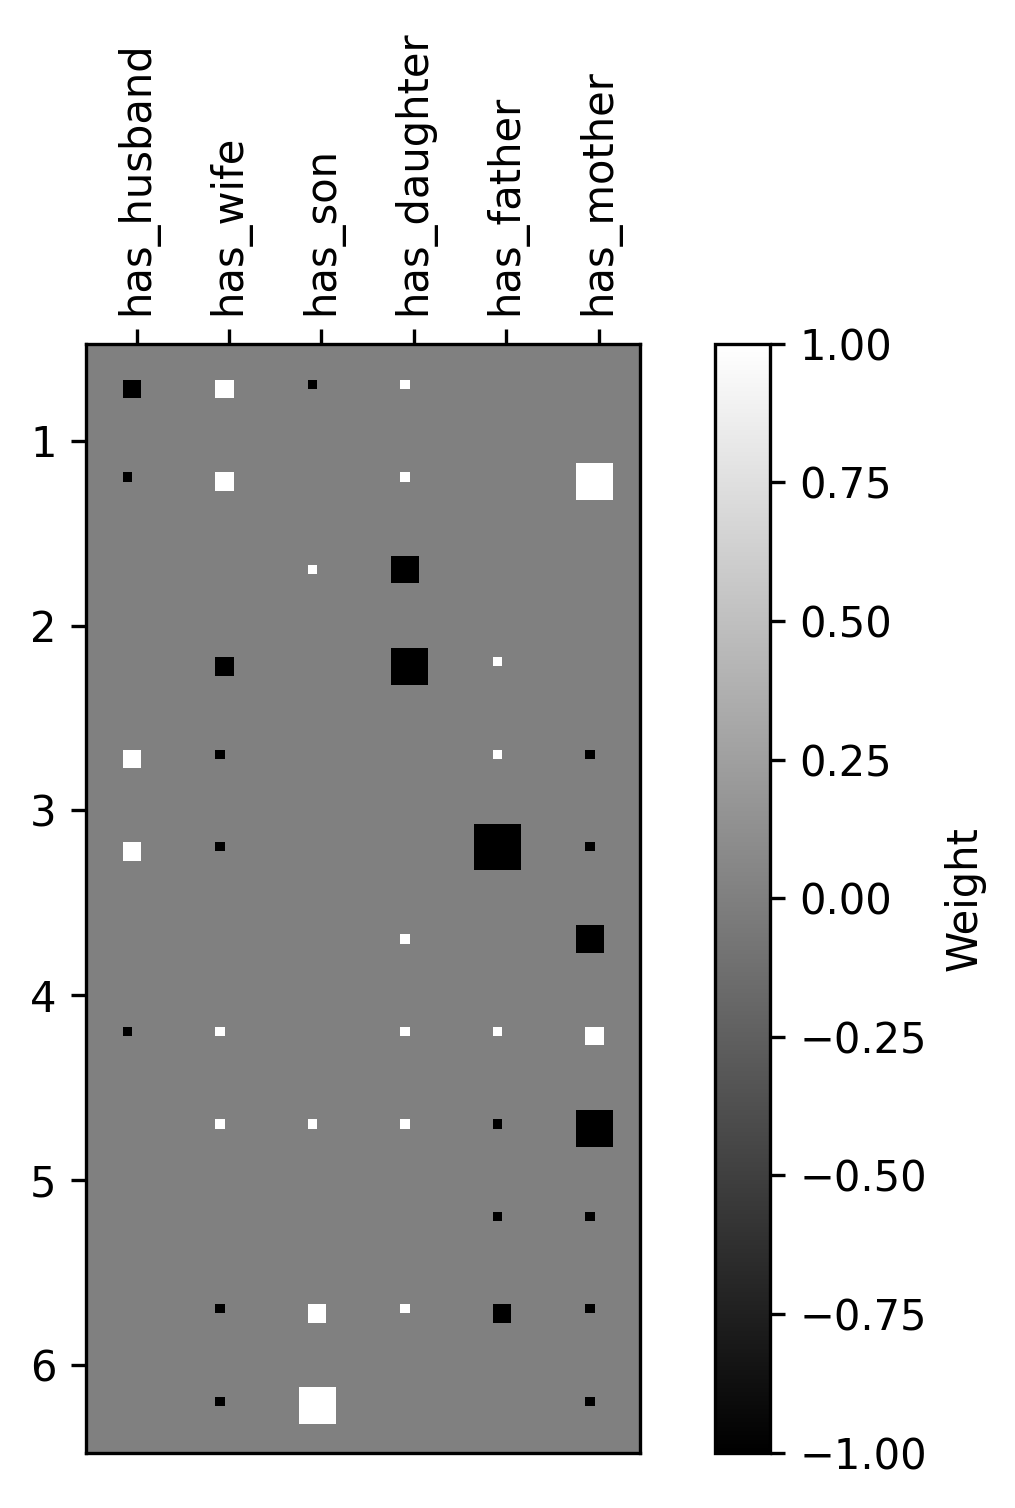 has_husband
has_wife
has_son
has_daughter
has_father
has_mother
1
2
3
4
5
6
1.00
0.75
0.50
0.25
0.00
−0.25
−0.50
−0.75
−1.00
Weight